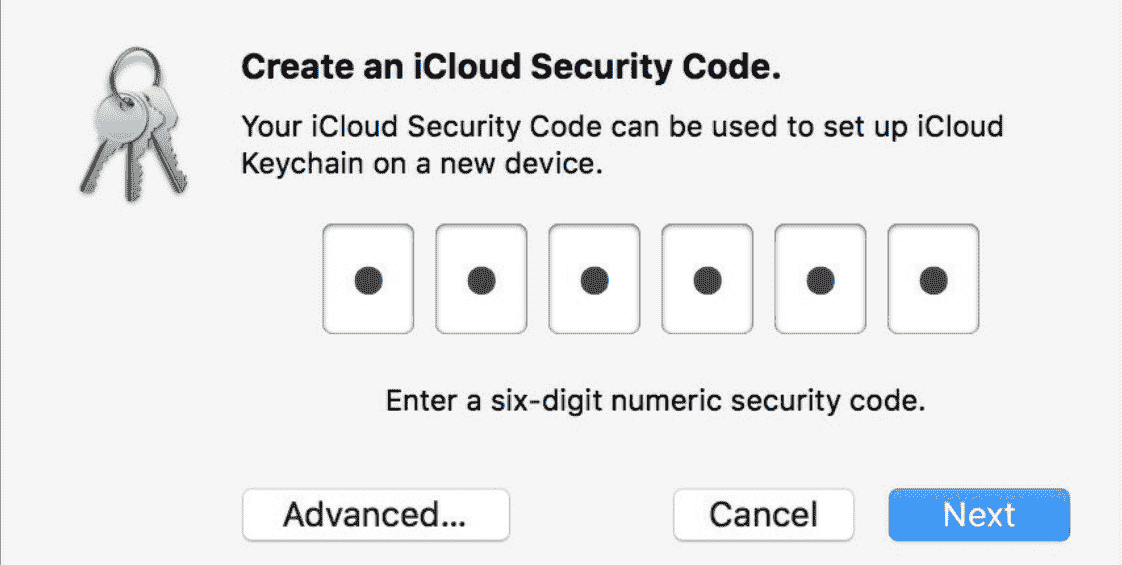 Create an iCloud Security Code.
Your iCloud Security Code can be used to set up iCloud
Keychain on a new device.
Enter a six-digit numeric security code.
Advanced...
Cancel
Next